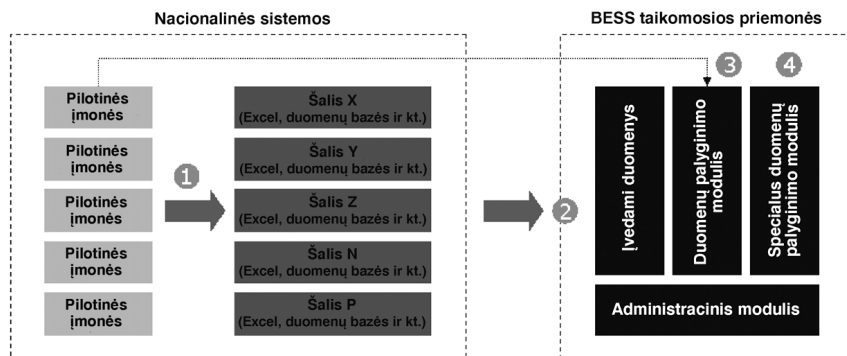 Nacionalinės sistemos
BESS taikomosios priemonės
3
4
Pilotinės
įmonės
Šalis X
(Excel, duomenų bazės ir kt.)
Pilotinės
įmonės
Šalis Y
(Excel, duomenų bazės ir kt.)
1
Pilotinės
įmonės
Šalis Z
(Excel, duomenų bazės ir kt.)
2
Pilotinės
įmonės
Šalis N
(Excel, duomenų bazės ir kt.)
Pilotinės
įmonės
Šalis P
(Excel, duomenų bazės ir kt.)
Įvedami duomenys
Duomenų palyginimo
modulis
Specialus duomenų
palyginimo modulis
Administracinis modulis